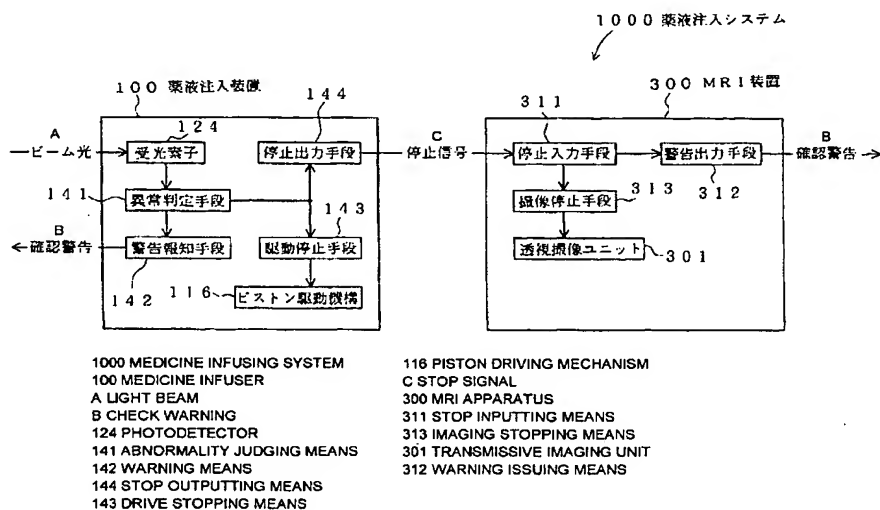 １０００ 薬液注入システム
１００ 薬液注入装置
３００ ＭＲＩ装置
１４４
３１１
１２４
A
ビーム光
受光素子
停止出力手段
C
停止信号
停止入力手段
警告出力手段
B
確認警告
３１２
３１３
１４１
異常判定手段
１４３
撮像停止手段
B
確認警告
警告報知手段
駆動停止手段
透視撮像ユニット
３０１
１４２
１１６
ピストン駆動機構
1000 MEDICINE INFUSING SYSTEM
100 MEDICINE INFUSER
A LIGHT BEAM
B CHECK WARNING
124 PHOTODETECTOR
141 ABNORMALITY JUDGING MEANS
142 WARNING MEANS
144 STOP OUTPUTTING MEANS
143 DRIVE STOPPING MEANS
116 PISTON DRIVING MECHANISM
C STOP SIGNAL
300 MRI APPARATUS
311 STOP INPUTTING MEANS
313 IMAGING STOPPING MEANS
301 TRANSMISSIVE IMAGING UNIT
312 WARNING ISSUING MEANS